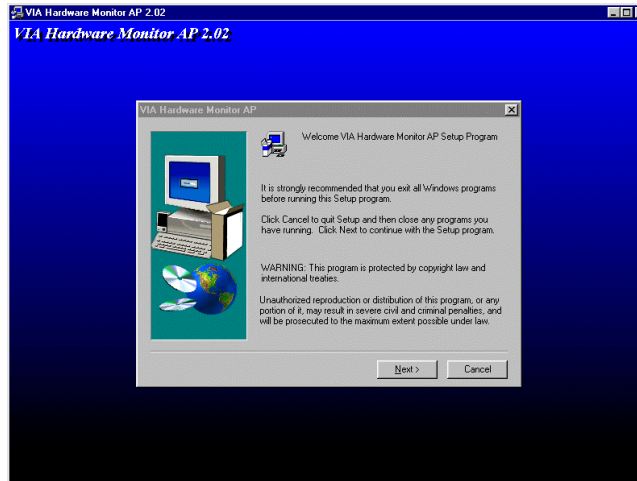 VIA Hardware Monitor AP 2.02
VIA Hardware Monitor AP 2.02
VIA Hardware Monitor AP
Welcome VIA Hardware Monitor AP Setup Program
It is strongly recommended that you exit all Windows programs
before running this Setup program.
Click Cancel to quit Setup and then close any programs you
have running. Click Next to continue with the Setup program.
WARNING: This program is protected by copyright law and
international treaties.
Unauthorized reproduction or distribution of this program, or any
portion of it, may result in severe civil and criminal penalties, and
will be prosecuted to the maximum extent possible under law.
Next >
Cancel